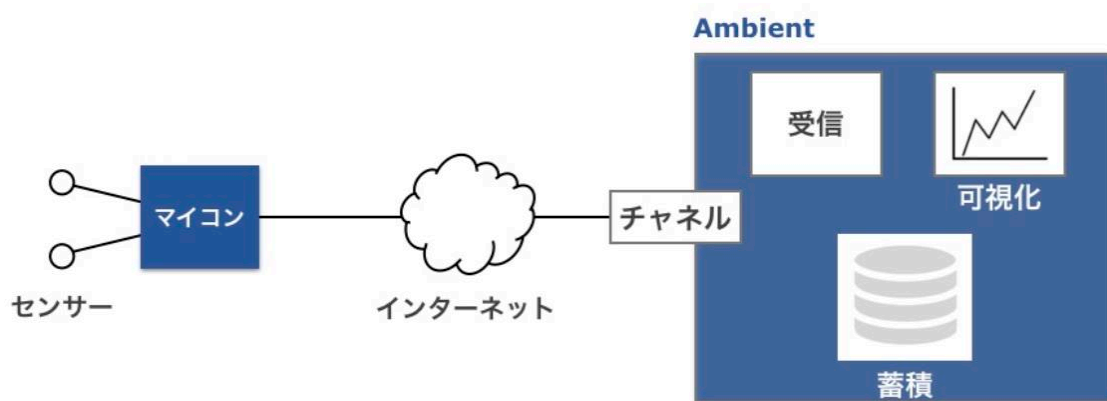 Ambient
受信
可視化
マイコン
チャネル
センサー
インターネット
蓄積